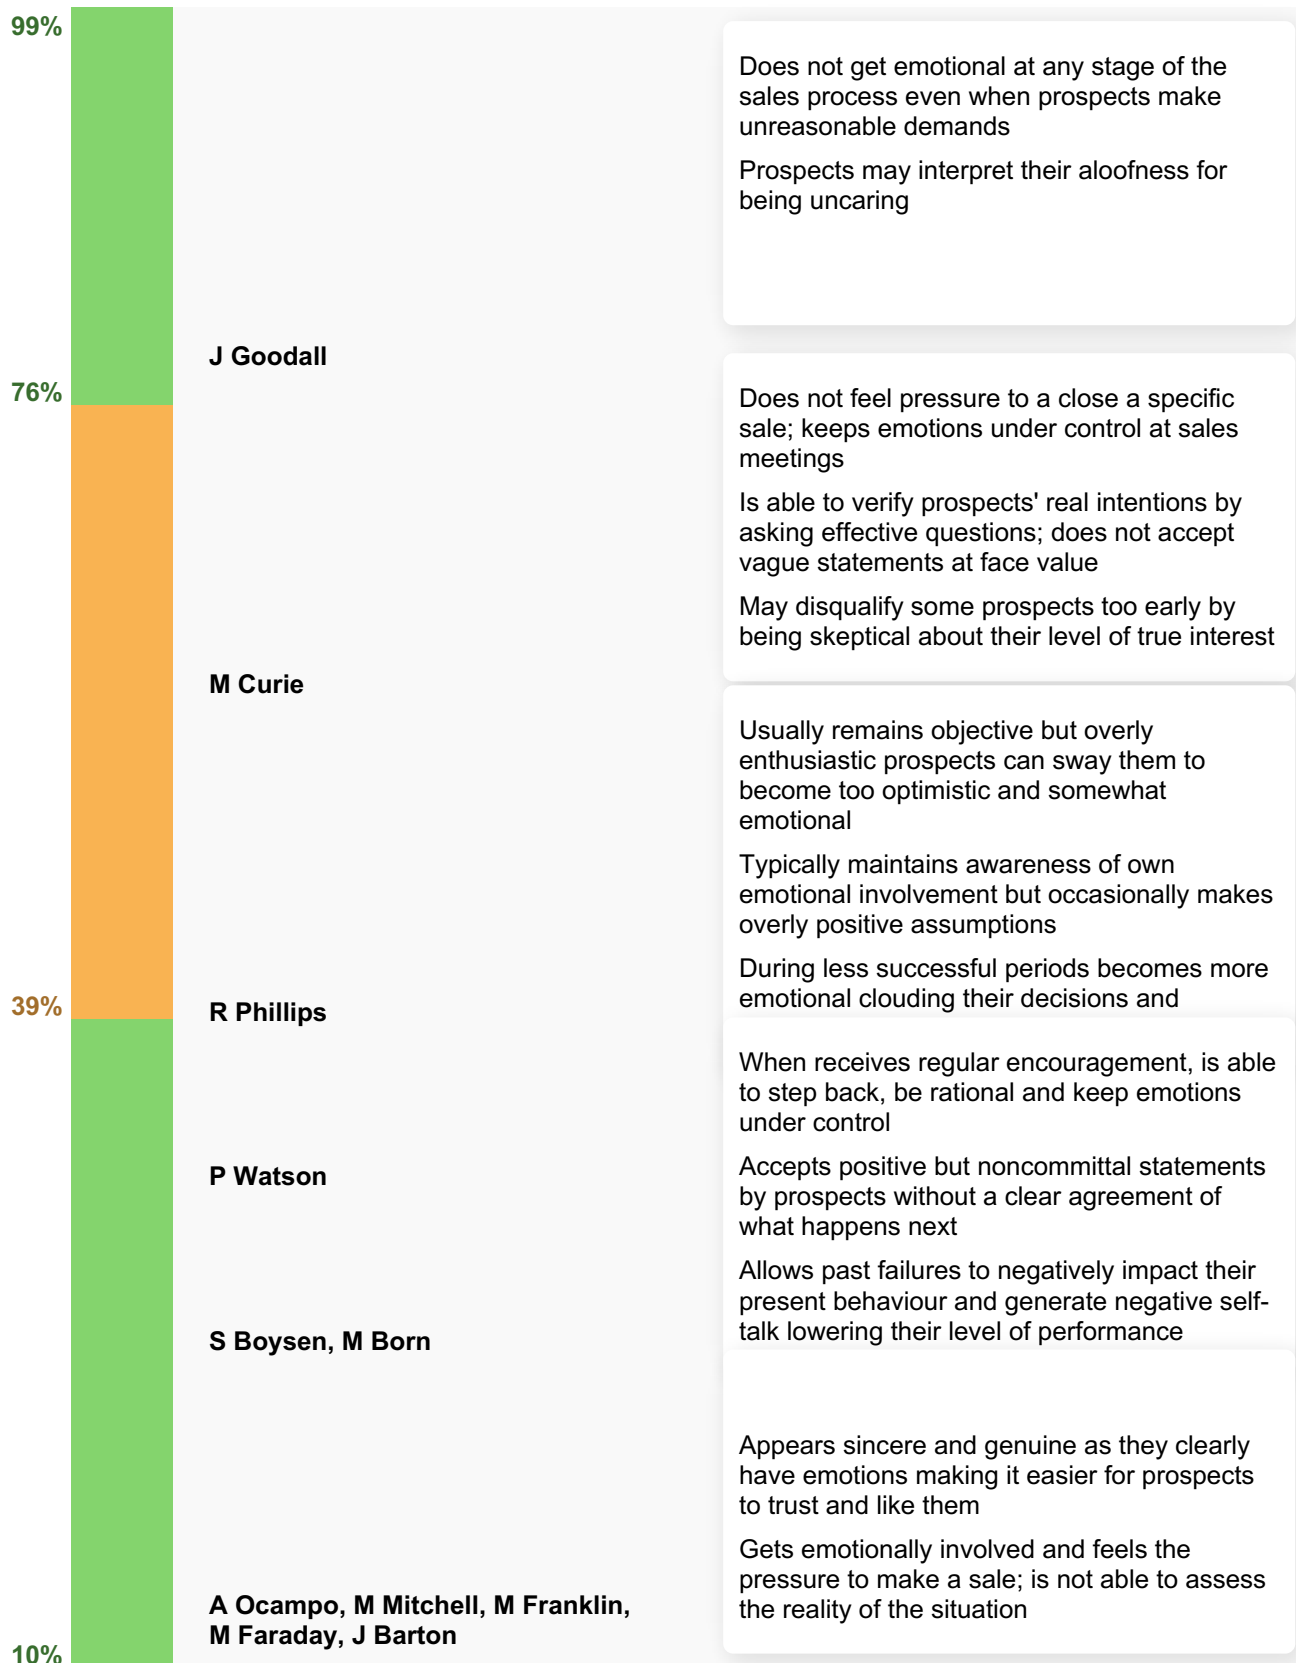 99%
Does not get emotional at any stage of the
sales process even when prospects make
unreasonable demands
Prospects may interpret their aloofness for
being uncaring
J Goodall
76%
Does not feel pressure to a close a specific
sale; keeps emotions under control at sales
meetings
Is able to verify prospects' real intentions by
asking effective questions; does not accept
vague statements at face value
May disqualify some prospects too early by
being skeptical about their level of true interest
M Curie
Usually remains objective but overly
enthusiastic prospects can sway them to
become too optimistic and somewhat
emotional
Typically maintains awareness of own
emotional involvement but occasionally makes
overly positive assumptions
During less successful periods becomes more
emotional clouding their decisions and
39%
R Phillips
When receives regular encouragement, is able
to step back, be rational and keep emotions
under control
P Watson
Accepts positive but noncommittal statements
by prospects without a clear agreement of
what happens next
Allows past failures to negatively impact their
present behaviour and generate negative self-
talk lowering their level of performance
S Boysen, M Born
Appears sincere and genuine as they clearly
have emotions making it easier for prospects
to trust and like them
Gets emotionally involved and feels the
pressure to make a sale; is not able to assess
the reality of the situation
A Ocampo, M Mitchell, M Franklin,
M Faraday, J Barton
10%